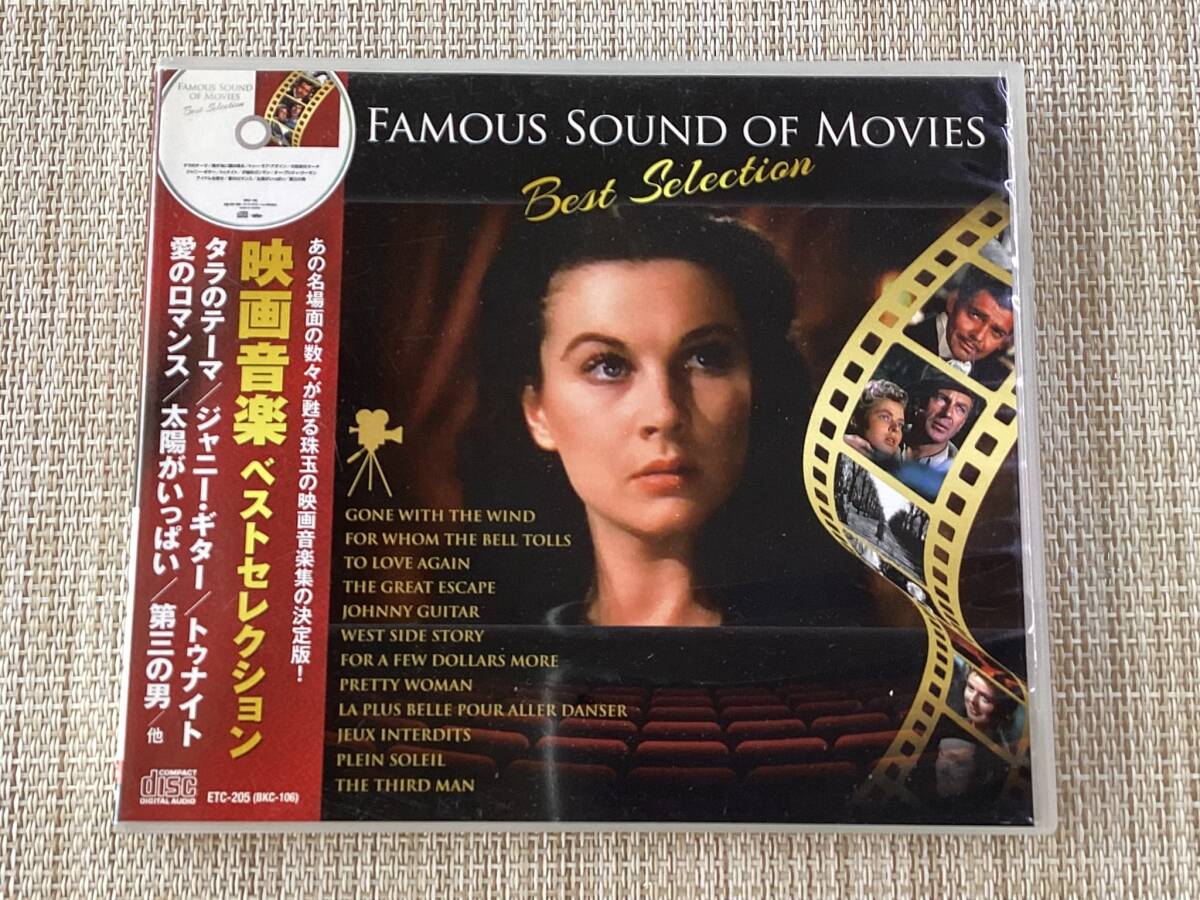 FAMOUS SOUND OF MOVIES
Best Selection
FAMOUS SOUND
OF MOVIES
Best Selection
あの名場面の数々が甦る珠玉の映画音楽集の決定版!
映画音楽 ベストセレクション
タラのテーマ/ジャニー・ギター/トゥナイト
愛のロマンス/太陽がいっぱい/第三の男/他
GONE WITH THE WIND
FOR WHOM THE BELL TOLLS
TO LOVE AGAIN
THE GREAT ESCAPE
JOHNNY GUITAR
WEST SIDE STORY
FOR A FEW DOLLARS MORE
PRETTY WOMAN
LA PLUS BELLE POUR ALLER DANSER
JEUX INTERDITS
PLEIN SOLEIL
THE THIRD MAN
COMPACT
disc
DIGITAL AUDIO
ETC-205 (BKC-106)